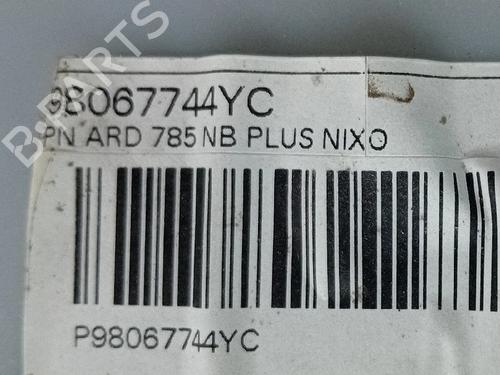 98067744YC
PN ARD 785 NB PLUS NIXO
P98067744YC
B-PARTS